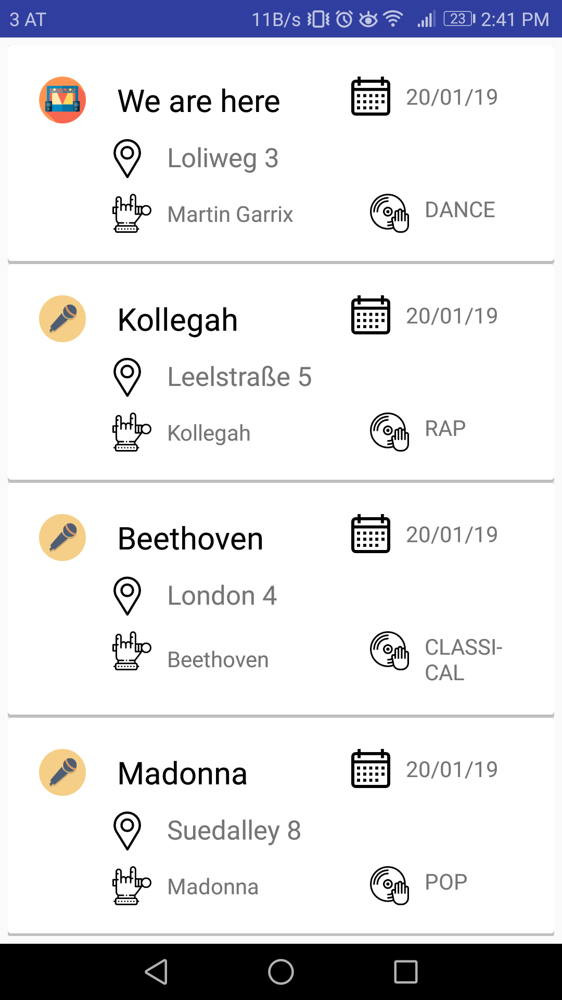 3 AT 11B/s 23 2:41 PM
We are here 20/01/19
Loliweg 3
Martin Garrix DANCE
Kollegah 20/01/19
Leelstraße 5
Kollegah RAP
Beethoven 20/01/19
London 4
Beethoven CLASSI-
CAL
Madonna 20/01/19
Suedalley 8
Madonna POP